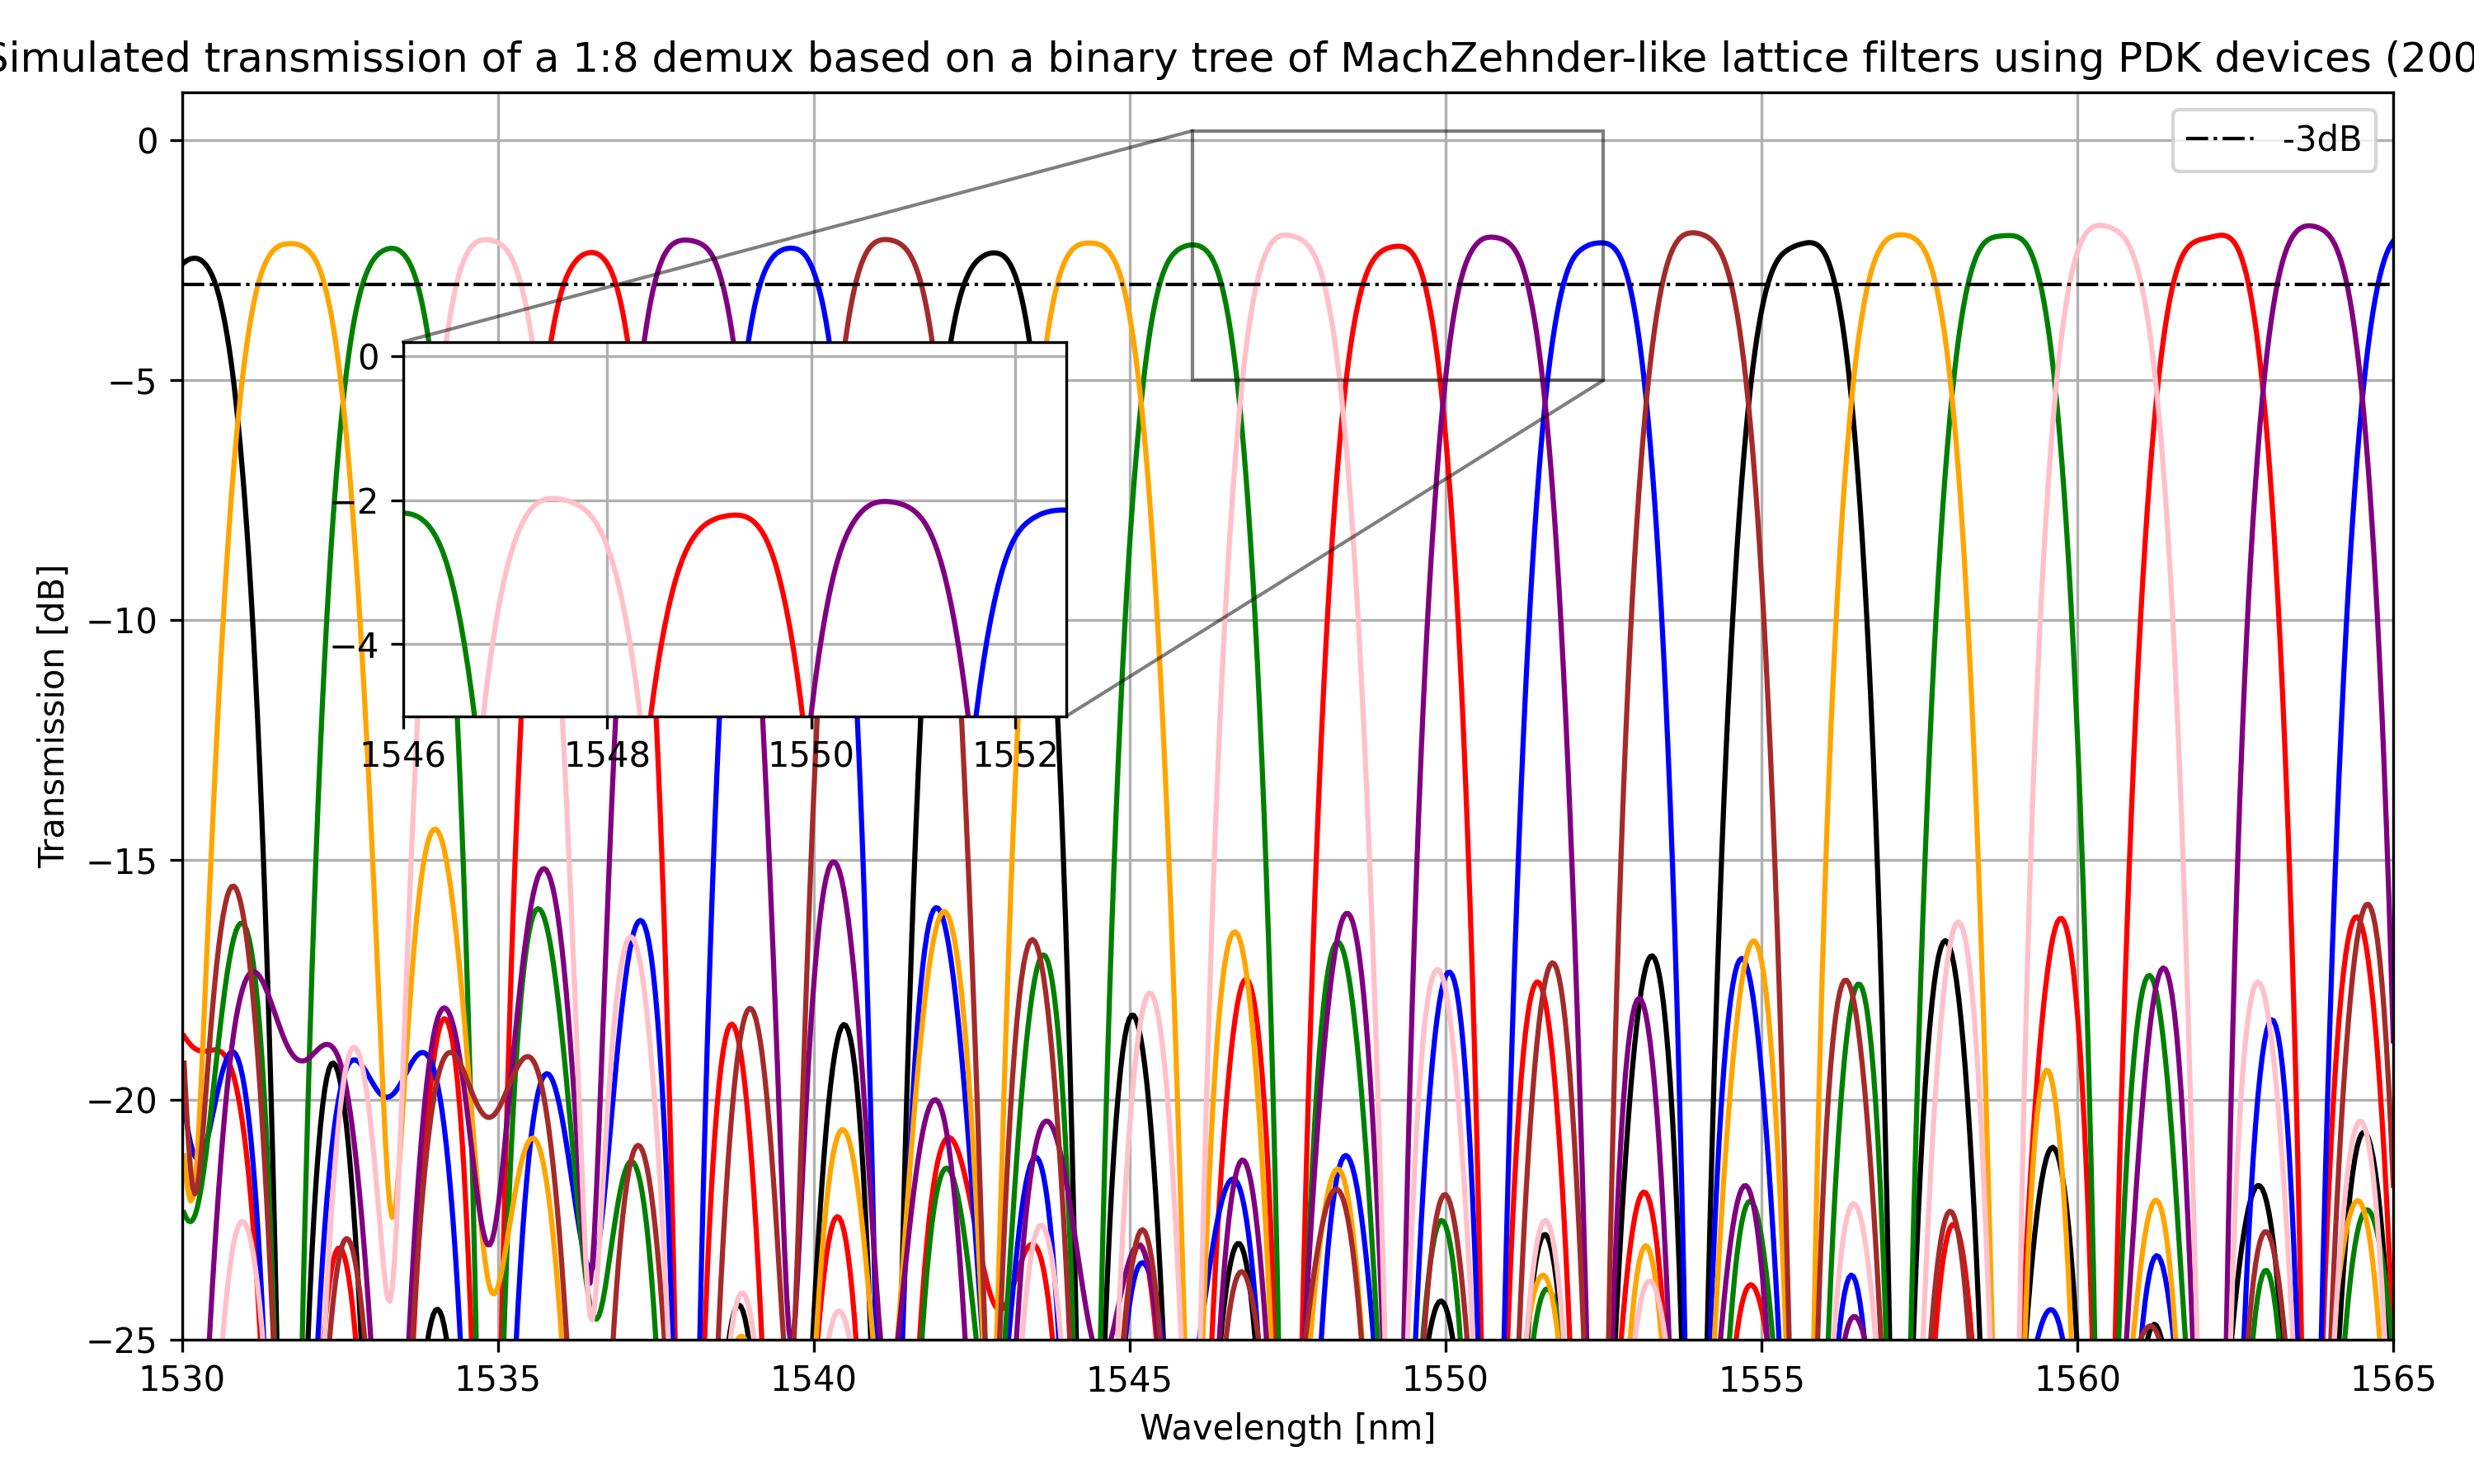 Simulated transmission of a 1:8 demux based on a binary tree of MachZehnder-like lattice filters using PDK devices (200
-3dB
0
−5
−10
−15
−20
−25
Transmission [dB]
0
−2
−4
1546 1548 1550 1552
1530 1535 1540 1545 1550 1555 1560 1565
Wavelength [nm]